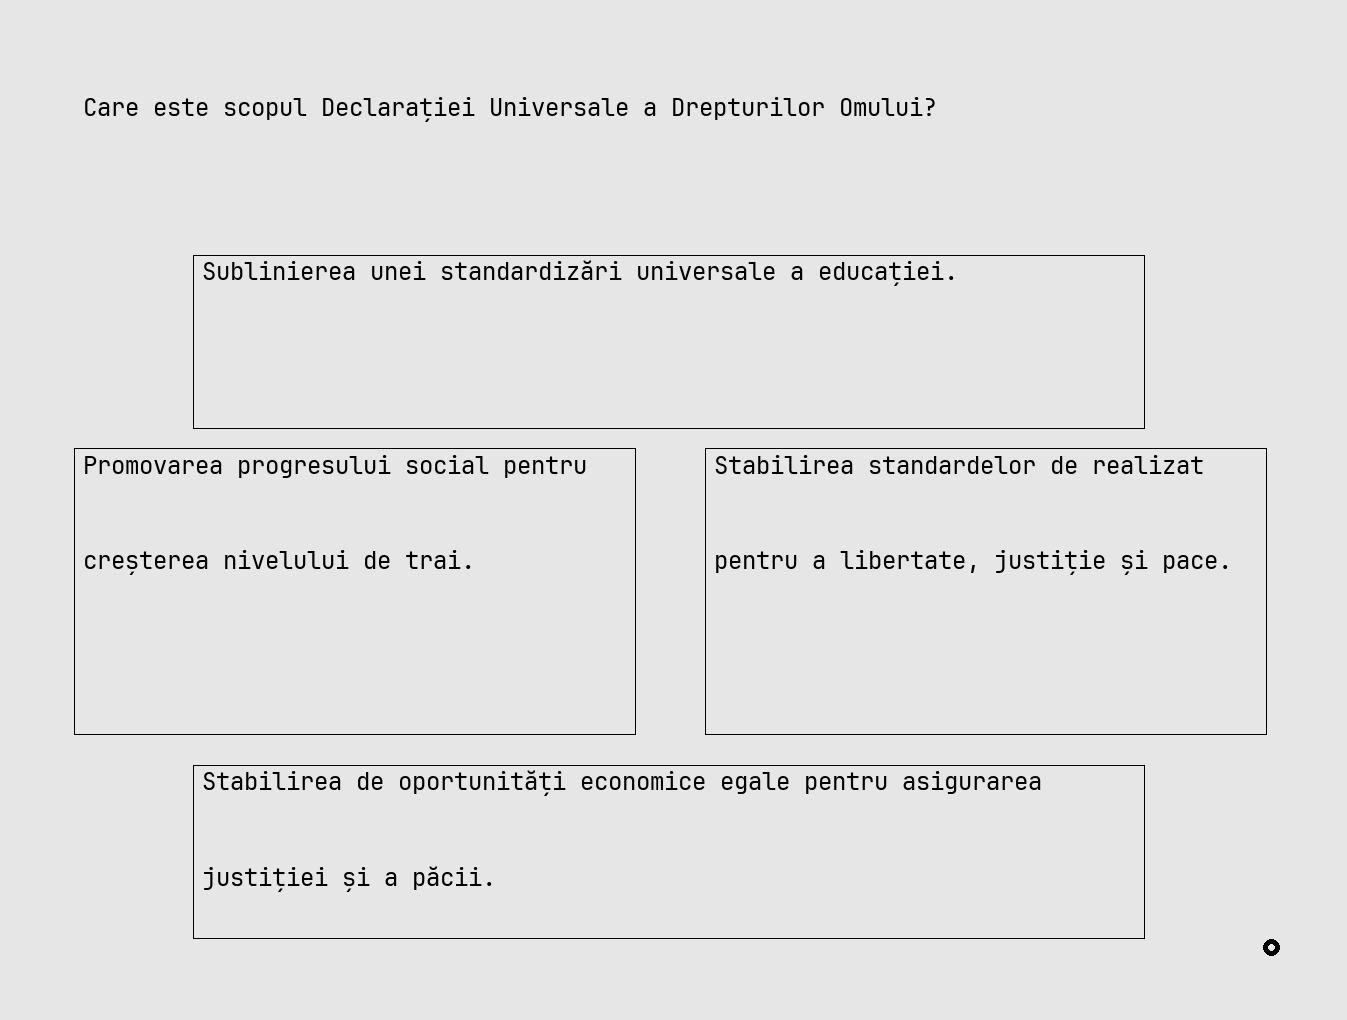 Care este scopul Declarației Universale a Drepturilor Omului?
Sublinierea unei standardizări universale a educației.
Promovarea progresului social pentru
creșterea nivelului de trai.
Stabilirea standardelor de realizat
pentru a libertate, justiție și pace.
Stabilirea de oportunități economice egale pentru asigurarea
justiției și a păcii.